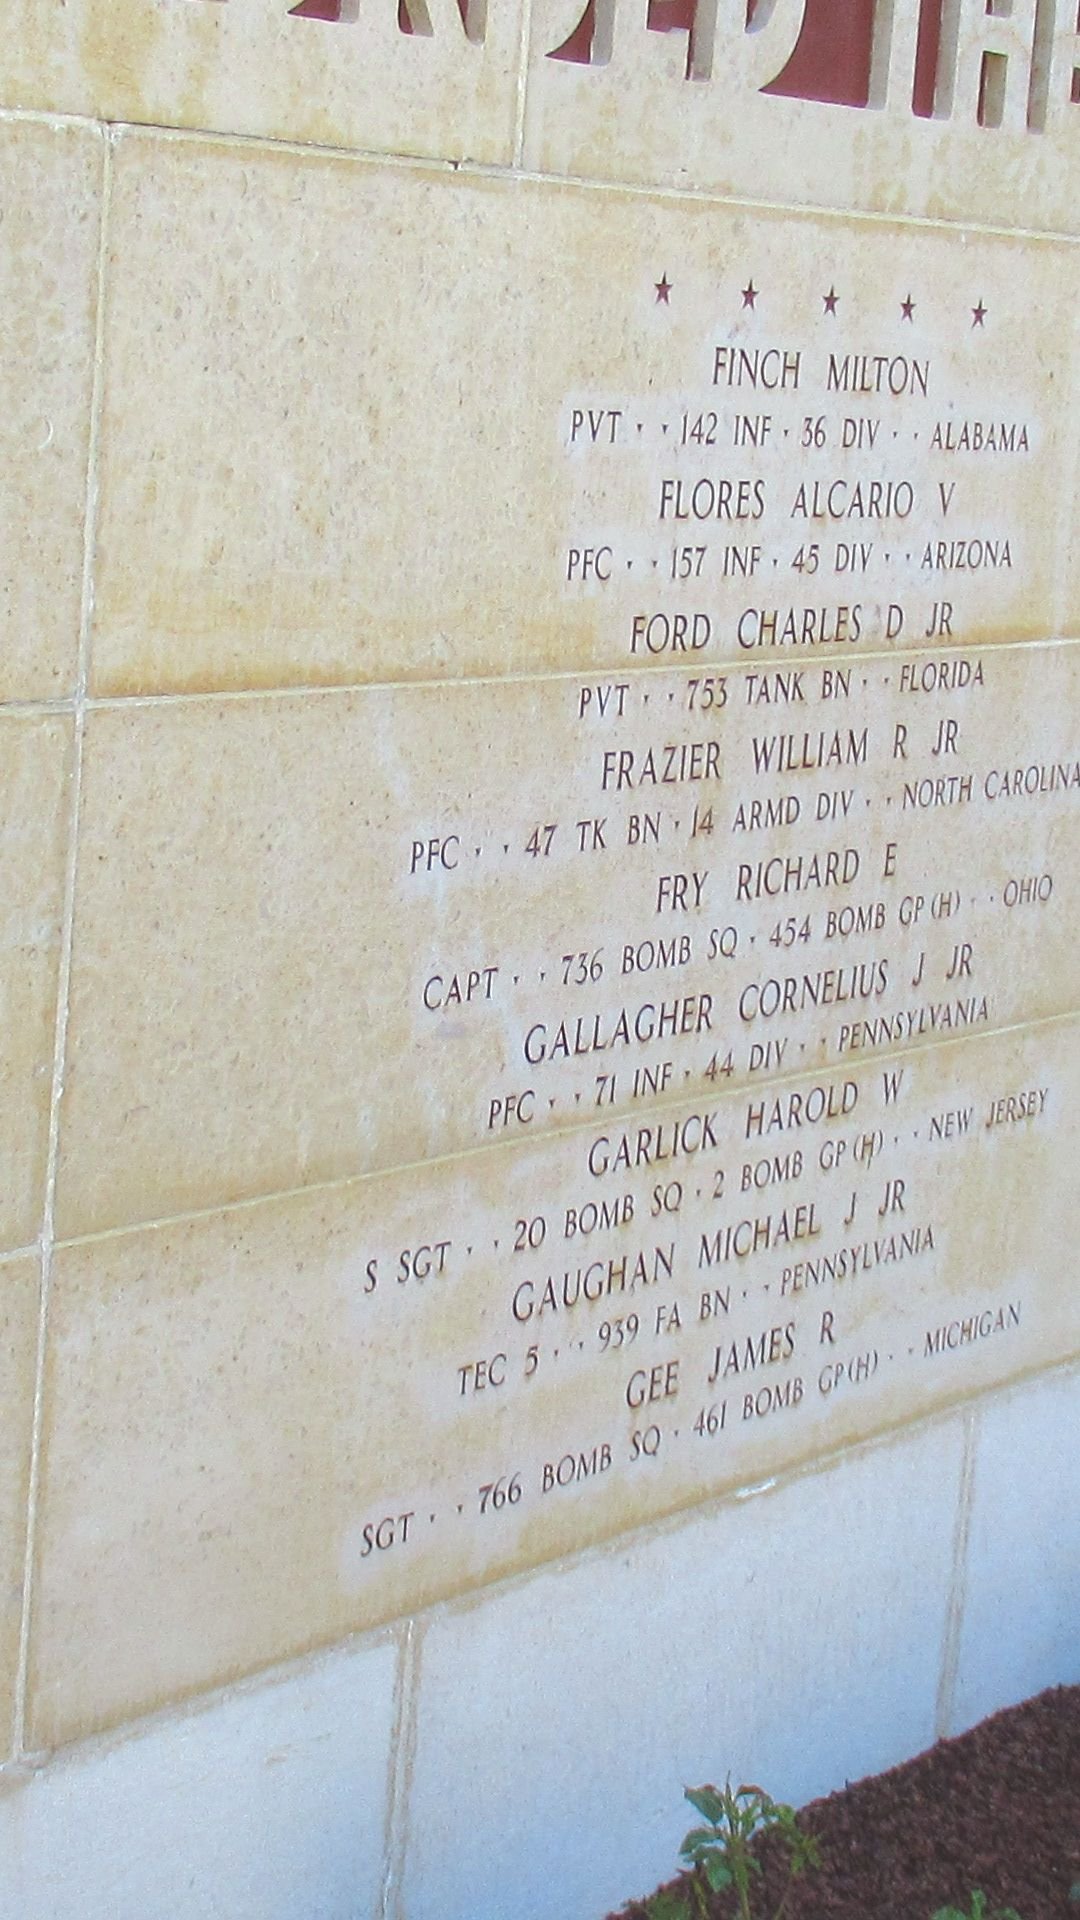 FINCH MILTON
PVT · · 142 INF · 36 DIV · · ALABAMA
FLORES ALCARIO V
PFC · · 157 INF · 45 DIV · · ARIZONA
FORD CHARLES D JR
PVT · · 753 TANK BN · · FLORIDA
FRAZIER WILLIAM R JR
PFC · · 47 TK BN · 14 ARMD DIV · · NORTH CAROLINA
FRY RICHARD E
CAPT · · 736 BOMB SQ · 454 BOMB GP (H) · · OHIO
GALLAGHER CORNELIUS J JR
PFC · · 71 INF · 44 DIV · · PENNSYLVANIA
GARLICK HAROLD W
S SGT · · 20 BOMB SQ · 2 BOMB GP (H) · · NEW JERSEY
GAUGHAN MICHAEL J JR
TEC 5 · · 939 FA BN · · PENNSYLVANIA
GEE JAMES R
SGT · · 766 BOMB SQ · 461 BOMB GP (H) · · MICHIGAN